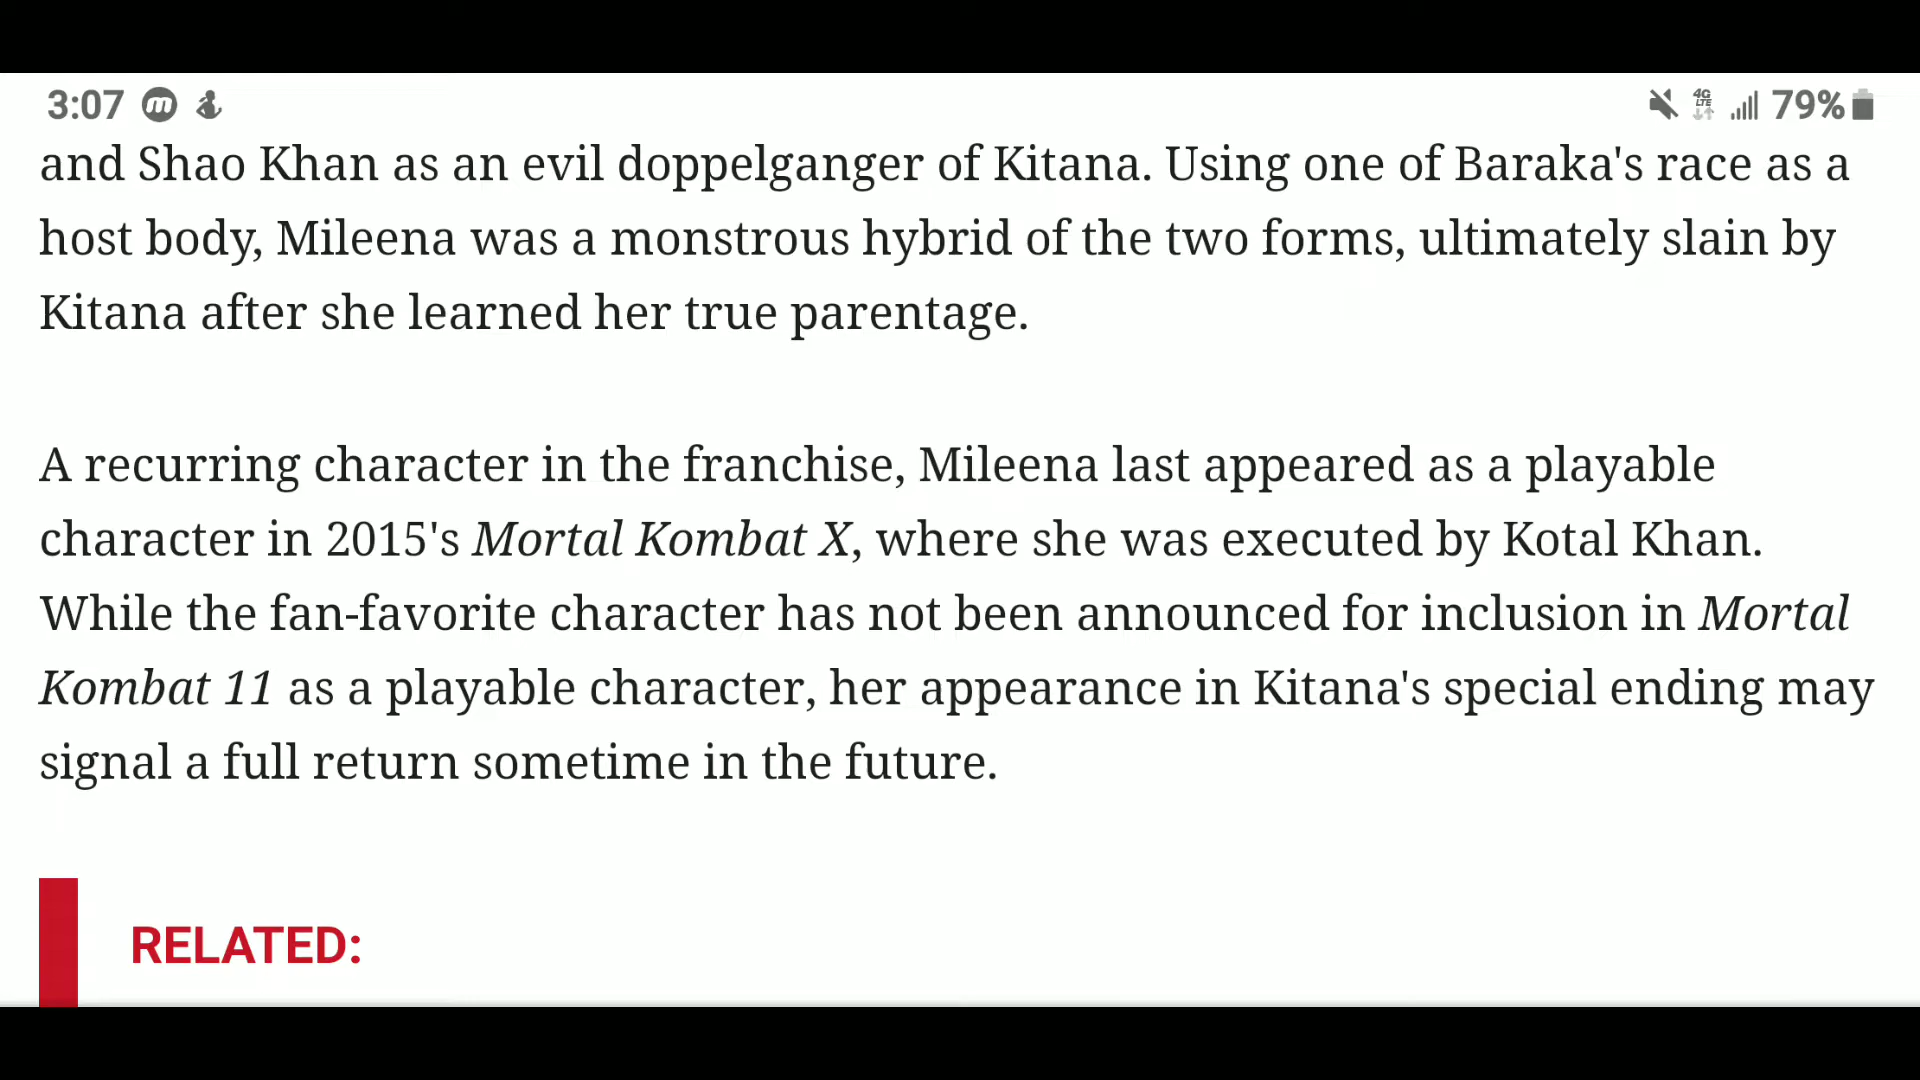 3:07 m 4G LTE 79%
and Shao Khan as an evil doppelganger of Kitana. Using one of Baraka's race as a
host body, Mileena was a monstrous hybrid of the two forms, ultimately slain by
Kitana after she learned her true parentage.
A recurring character in the franchise, Mileena last appeared as a playable
character in 2015's Mortal Kombat X, where she was executed by Kotal Khan.
While the fan-favorite character has not been announced for inclusion in Mortal
Kombat 11 as a playable character, her appearance in Kitana's special ending may
signal a full return sometime in the future.
RELATED: